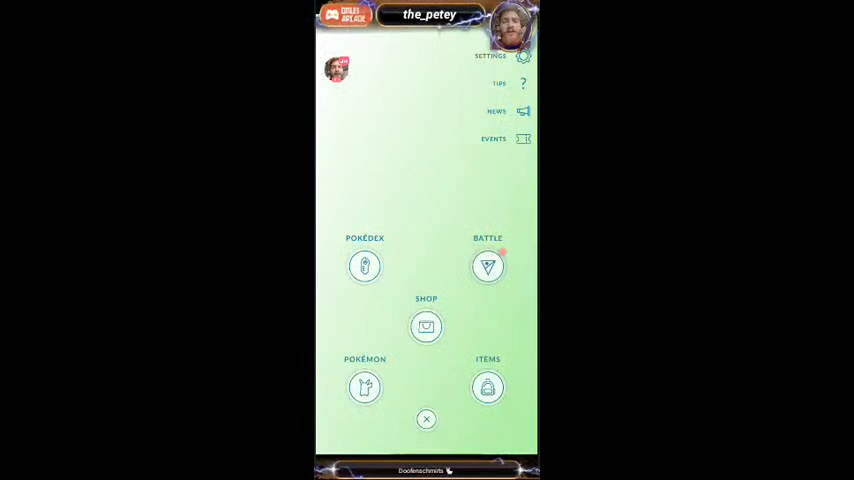 OMLET
ARCADE
the_petey
SETTINGS
TIPS
?
NEWS
EVENTS
POKÉDEX
BATTLE
SHOP
POKÉMON
ITEMS
Doofenschmirts